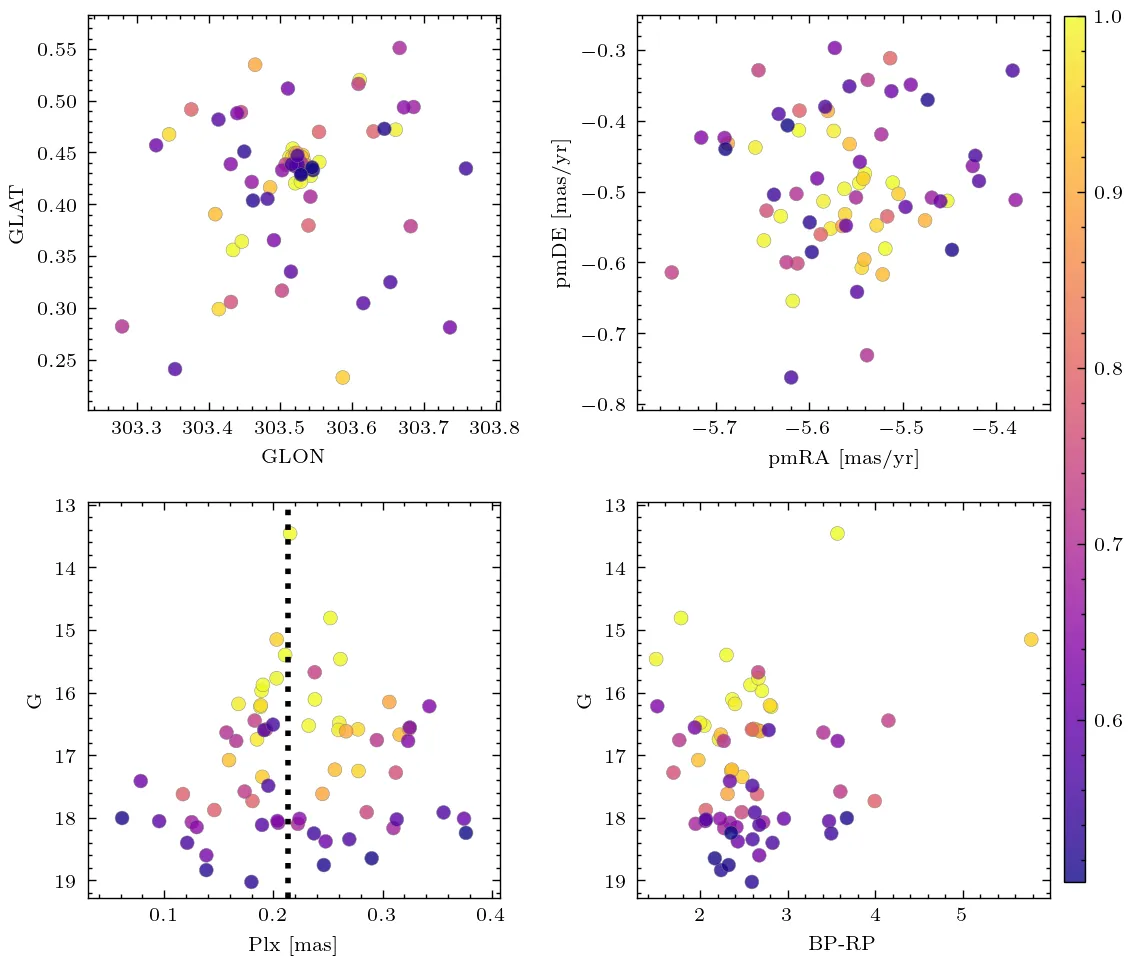 0.55
0.50
0.45
0.40
0.35
0.30
0.25
GLAT
303.3 303.4 303.5 303.6 303.7 303.8
GLON
−0.3
−0.4
−0.5
−0.6
−0.7
−0.8
pmDE [mas/yr]
−5.7 −5.6 −5.5 −5.4
pmRA [mas/yr]
1.0
0.9
0.8
0.7
0.6
13
14
15
16
17
18
19
G
0.1 0.2 0.3 0.4
Plx [mas]
13
14
15
16
17
18
19
G
2 3 4 5
BP-RP